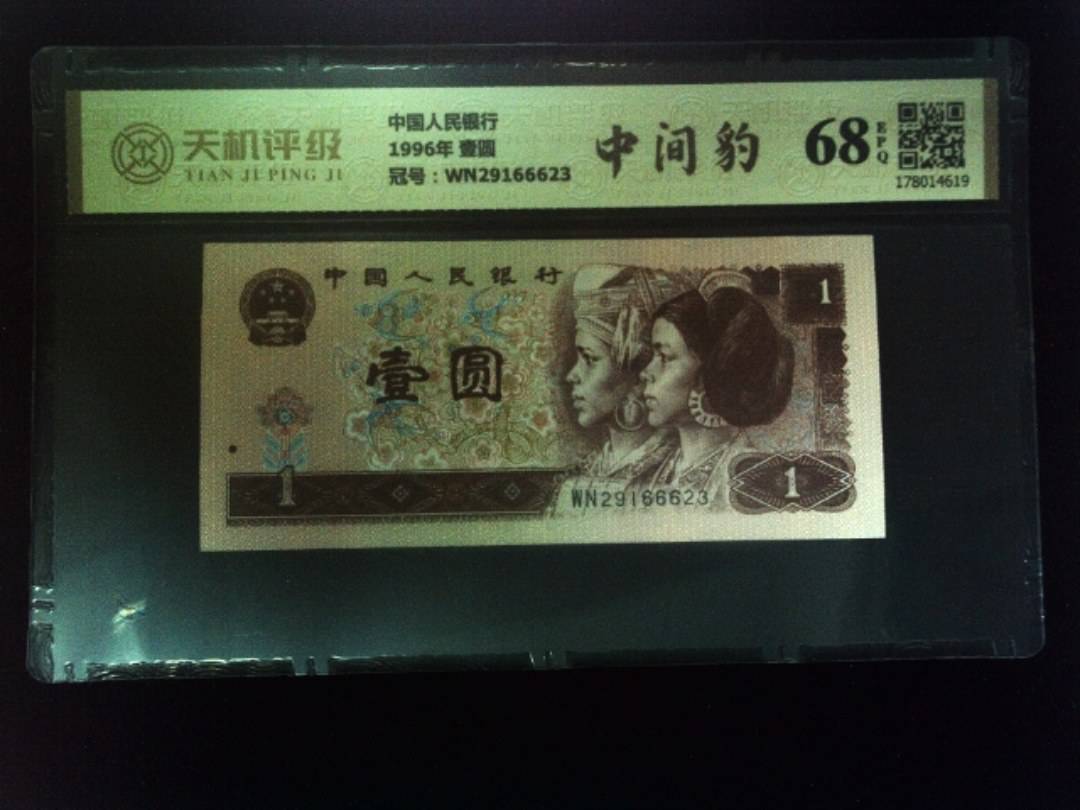 天机评级
TIAN JI PING JI
中国人民银行
1996年 壹圆
冠号：WN29166623
中间豹
68
EPQ
178014619
中国人民银行
1
壹圆
1
WN29166623
1